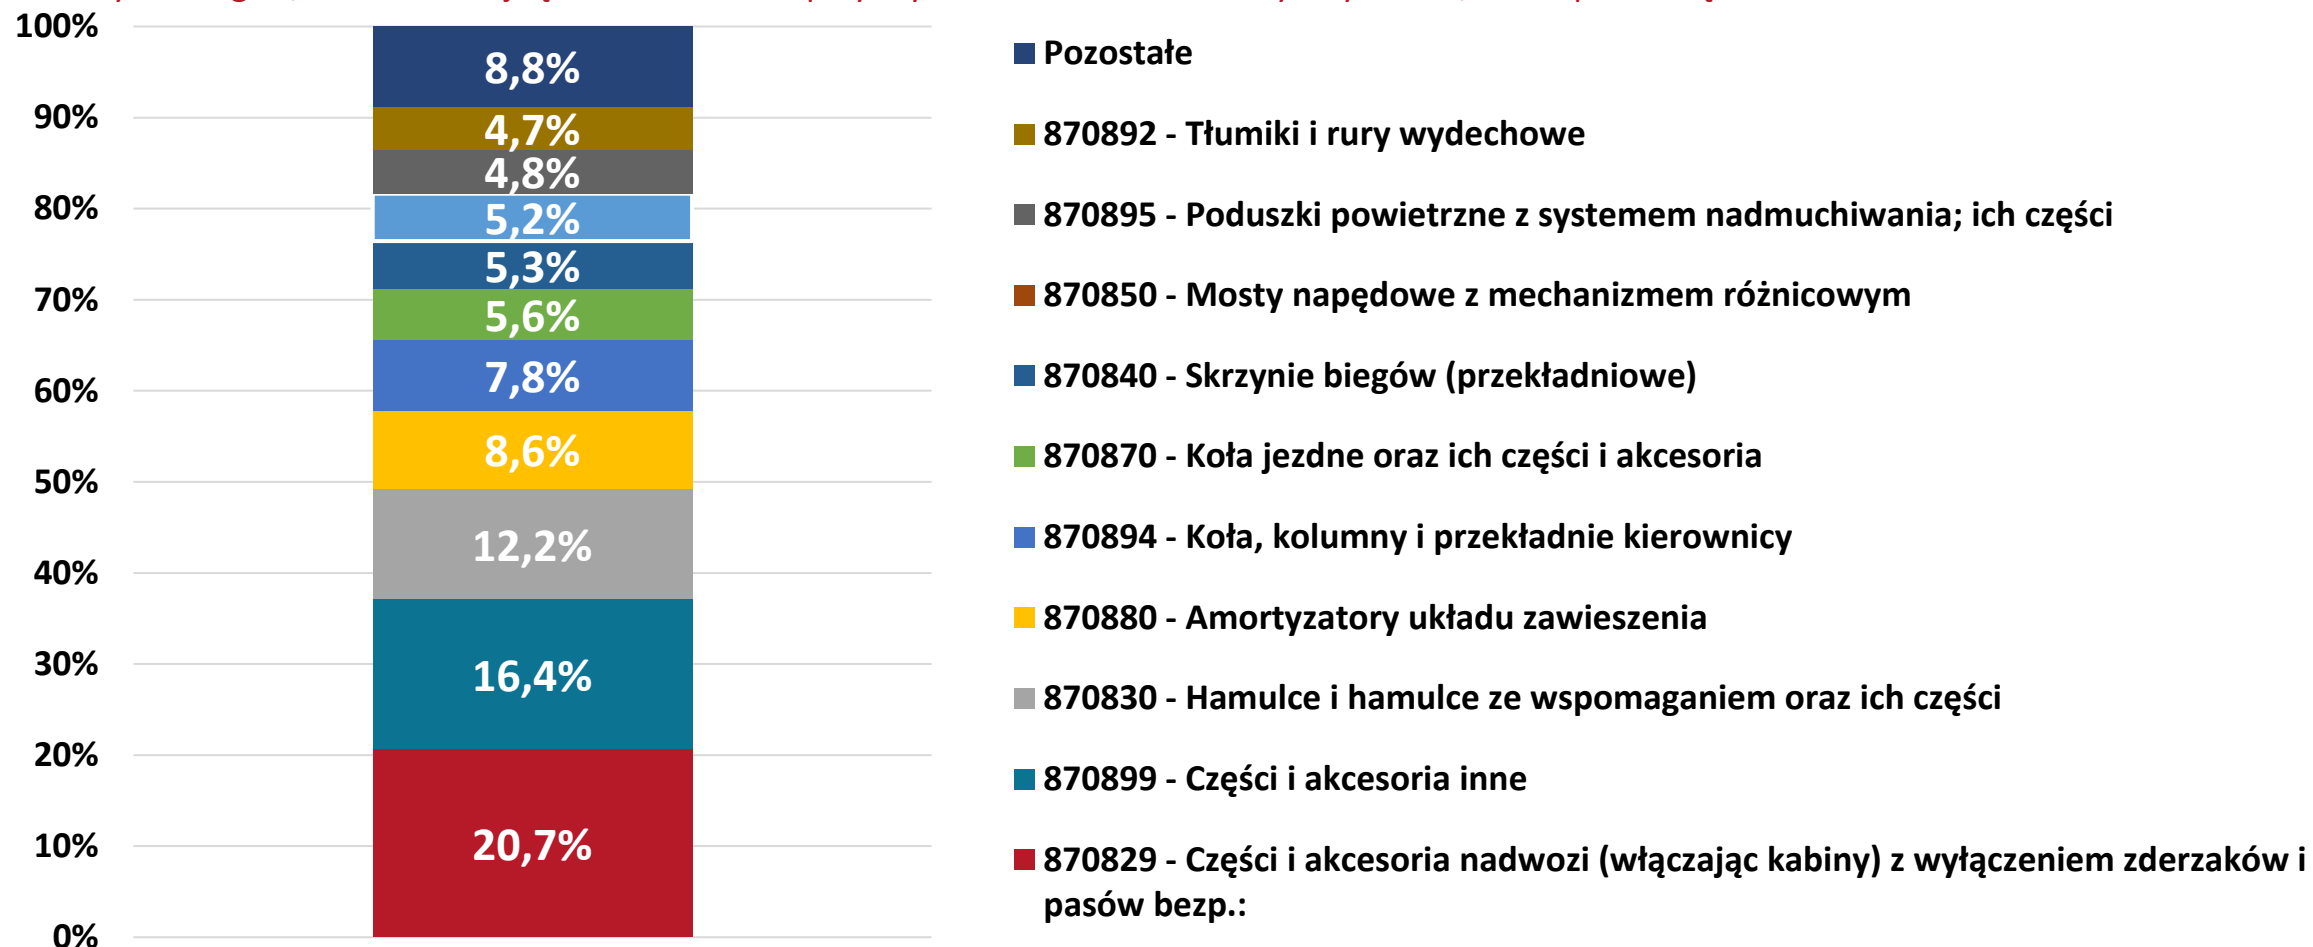 100%
90%
80%
70%
60%
50%
40%
30%
20%
10%
0%
8,8%
4,7%
4,8%
5,2%
5,3%
5,6%
7,8%
8,6%
12,2%
16,4%
20,7%
Pozostałe
870892 - Tłumiki i rury wydechowe
870895 - Poduszki powietrzne z systemem nadmuchiwania; ich części
870850 - Mosty napędowe z mechanizmem różnicowym
870840 - Skrzynie biegów (przekładniowe)
870870 - Koła jezdne oraz ich części i akcesoria
870894 - Koła, kolumny i przekładnie kierownicy
870880 - Amortyzatory układu zawieszenia
870830 - Hamulce i hamulce ze wspomaganiem oraz ich części
870899 - Części i akcesoria inne
870829 - Części i akcesoria nadwozi (włączając kabiny) z wyłączeniem zderzaków i
pasów bezp.: